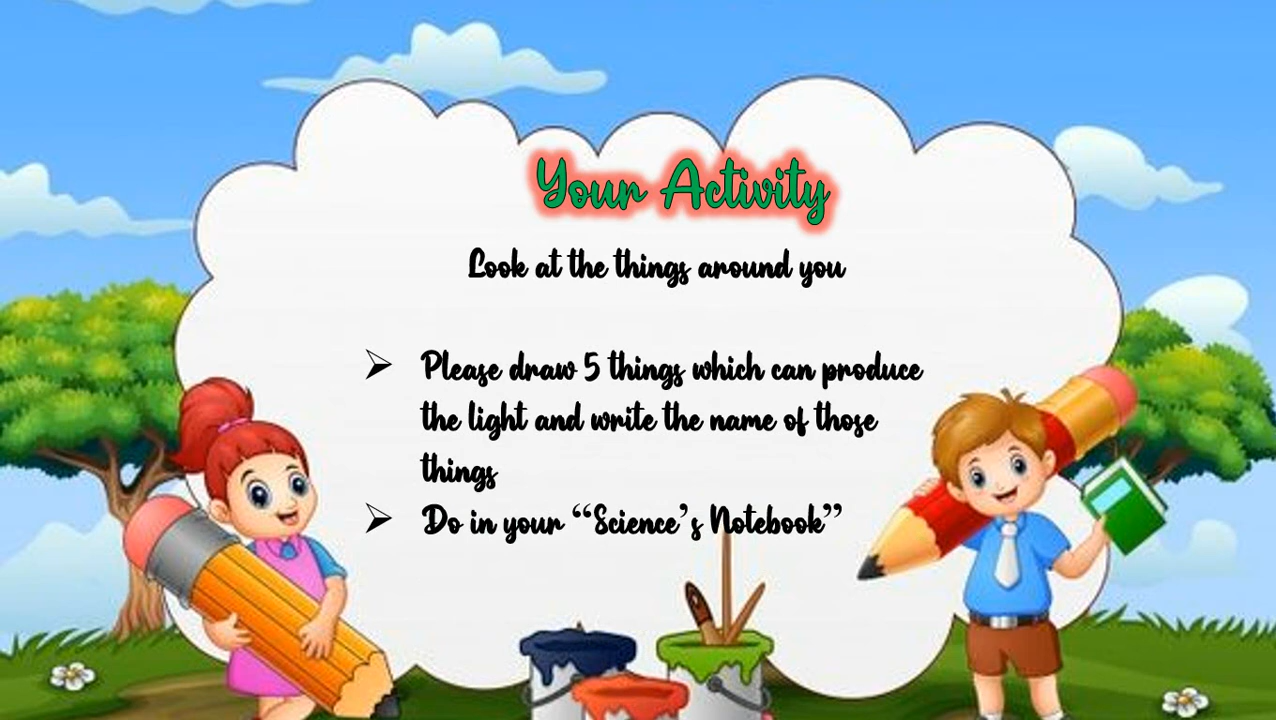 Your Activity
Look at the things around you
➢ Please draw 5 things which can produce
the light and write the name of those
things
➢ Do in your “Science’s Notebook”